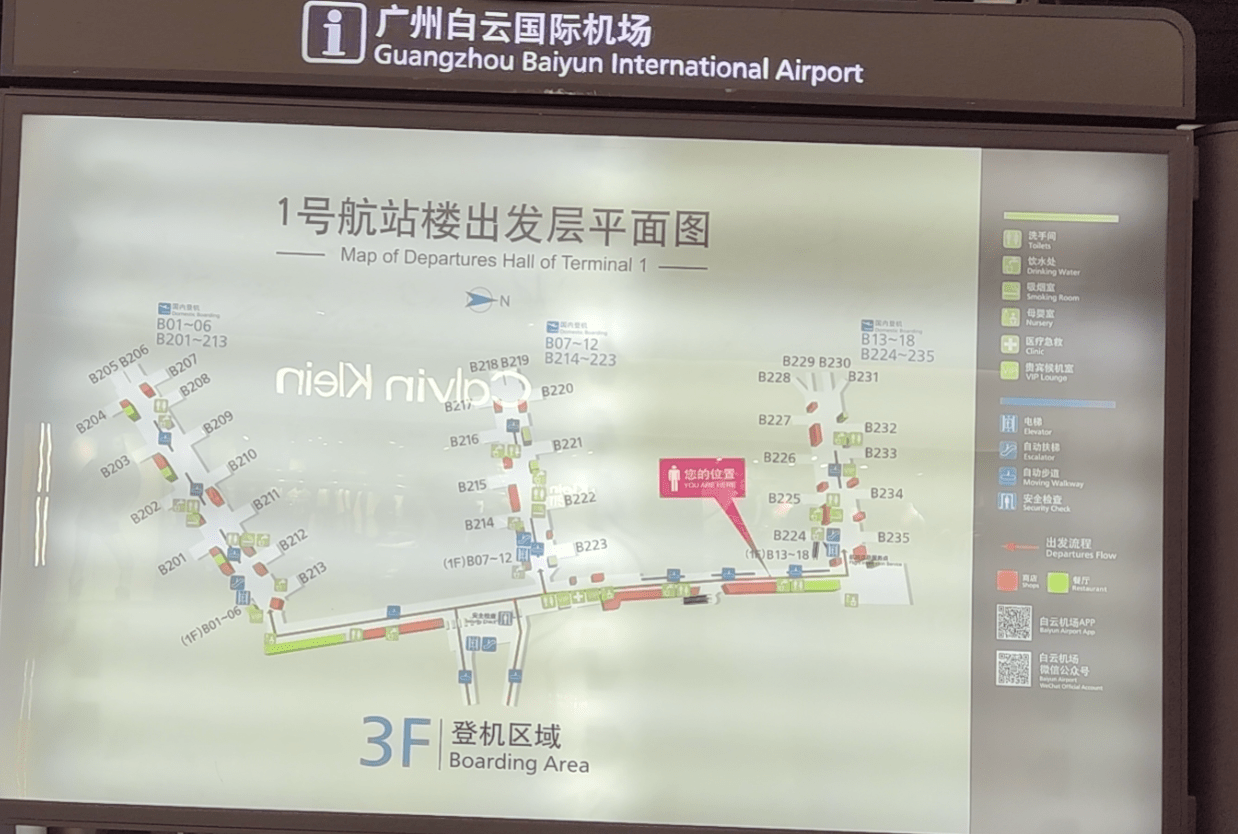 广州白云国际机场
Guangzhou Baiyun International Airport
1号航站楼出发层平面图
Map of Departures Hall of Terminal 1
N
国内登机
Domestic Boarding
B01~06
B201~213
国内登机
Domestic Boarding
B07~12
B214~223
国内登机
Domestic Boarding
B13~18
B224~235
Calvin Klein
B205
B206
B207
B208
B204
B209
B203
B210
B202
B211
B212
B201
B213
(1F)B01~06
B218
B219
B217
B220
B216
B221
B215
B222
B214
B223
(1F)B07~12
B229
B230
B228
B231
B227
B232
B226
B233
B225
B234
B224
B235
(1F)B13~18
您的位置
YOU ARE HERE
安全检查
3F
登机区域
Boarding Area
洗手间
Toilets
饮水处
Drinking Water
吸烟室
Smoking Room
母婴室
Nursery
医疗急救
Clinic
VIP
贵宾候机室
VIP Lounge
电梯
Elevator
自动扶梯
Escalator
自动步道
Moving Walkway
安全检查
Security Check
出发流程
Departures Flow
商店
Shops
餐厅
Restaurant
白云机场APP
Baiyun Airport App
白云机场
微信公众号
Baiyun Airport
WeChat Official Account